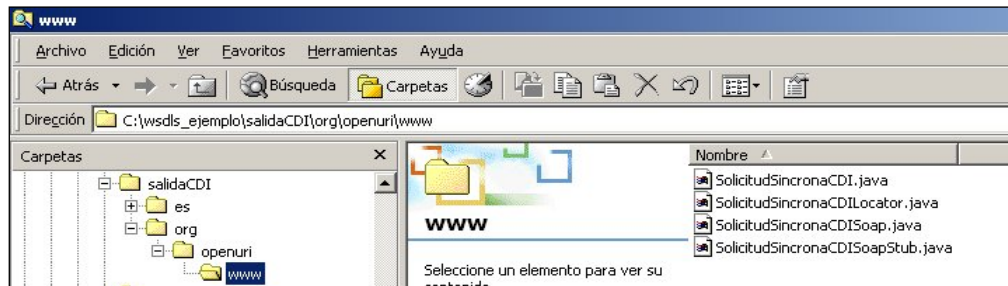 www
Archivo Edición Ver Favoritos Herramientas Ayuda
Atrás Búsqueda Carpetas
Dirección C:\wsdls_ejemplo\salidaCDI\org\openuri\www
Carpetas
salidaCDI
es
org
openuri
www
www
Seleccione un elemento para ver su
contenido
Nombre
SolicitudSincronaCDI.java
SolicitudSincronaCDILocator.java
SolicitudSincronaCDISoap.java
SolicitudSincronaCDISoapStub.java